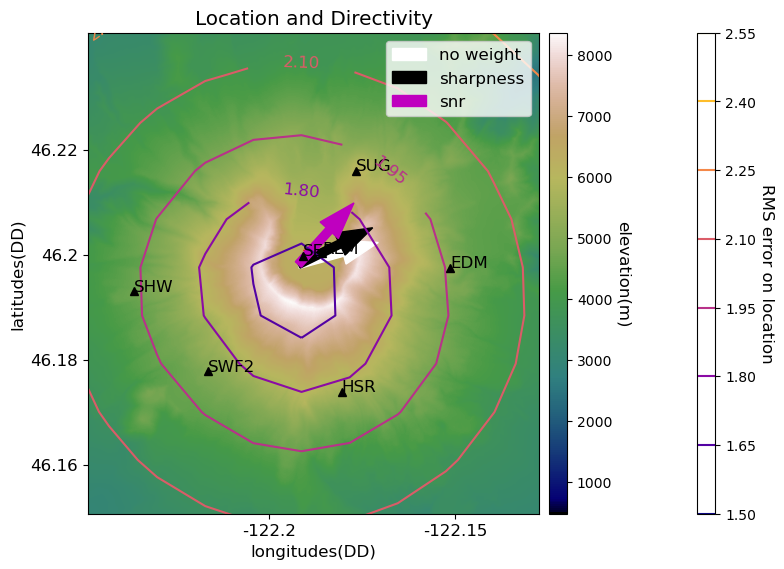 Location and Directivity
no weight
sharpness
snr
2.10
1.95
1.80
SUG
EDM
SHW
SWF2
HSR
46.22
46.2
46.18
46.16
latitudes(DD)
-122.2
-122.15
longitudes(DD)
8000
7000
6000
5000
4000
3000
2000
1000
elevation(m)
2.55
2.40
2.25
2.10
1.95
1.80
1.65
1.50
RMS error on location